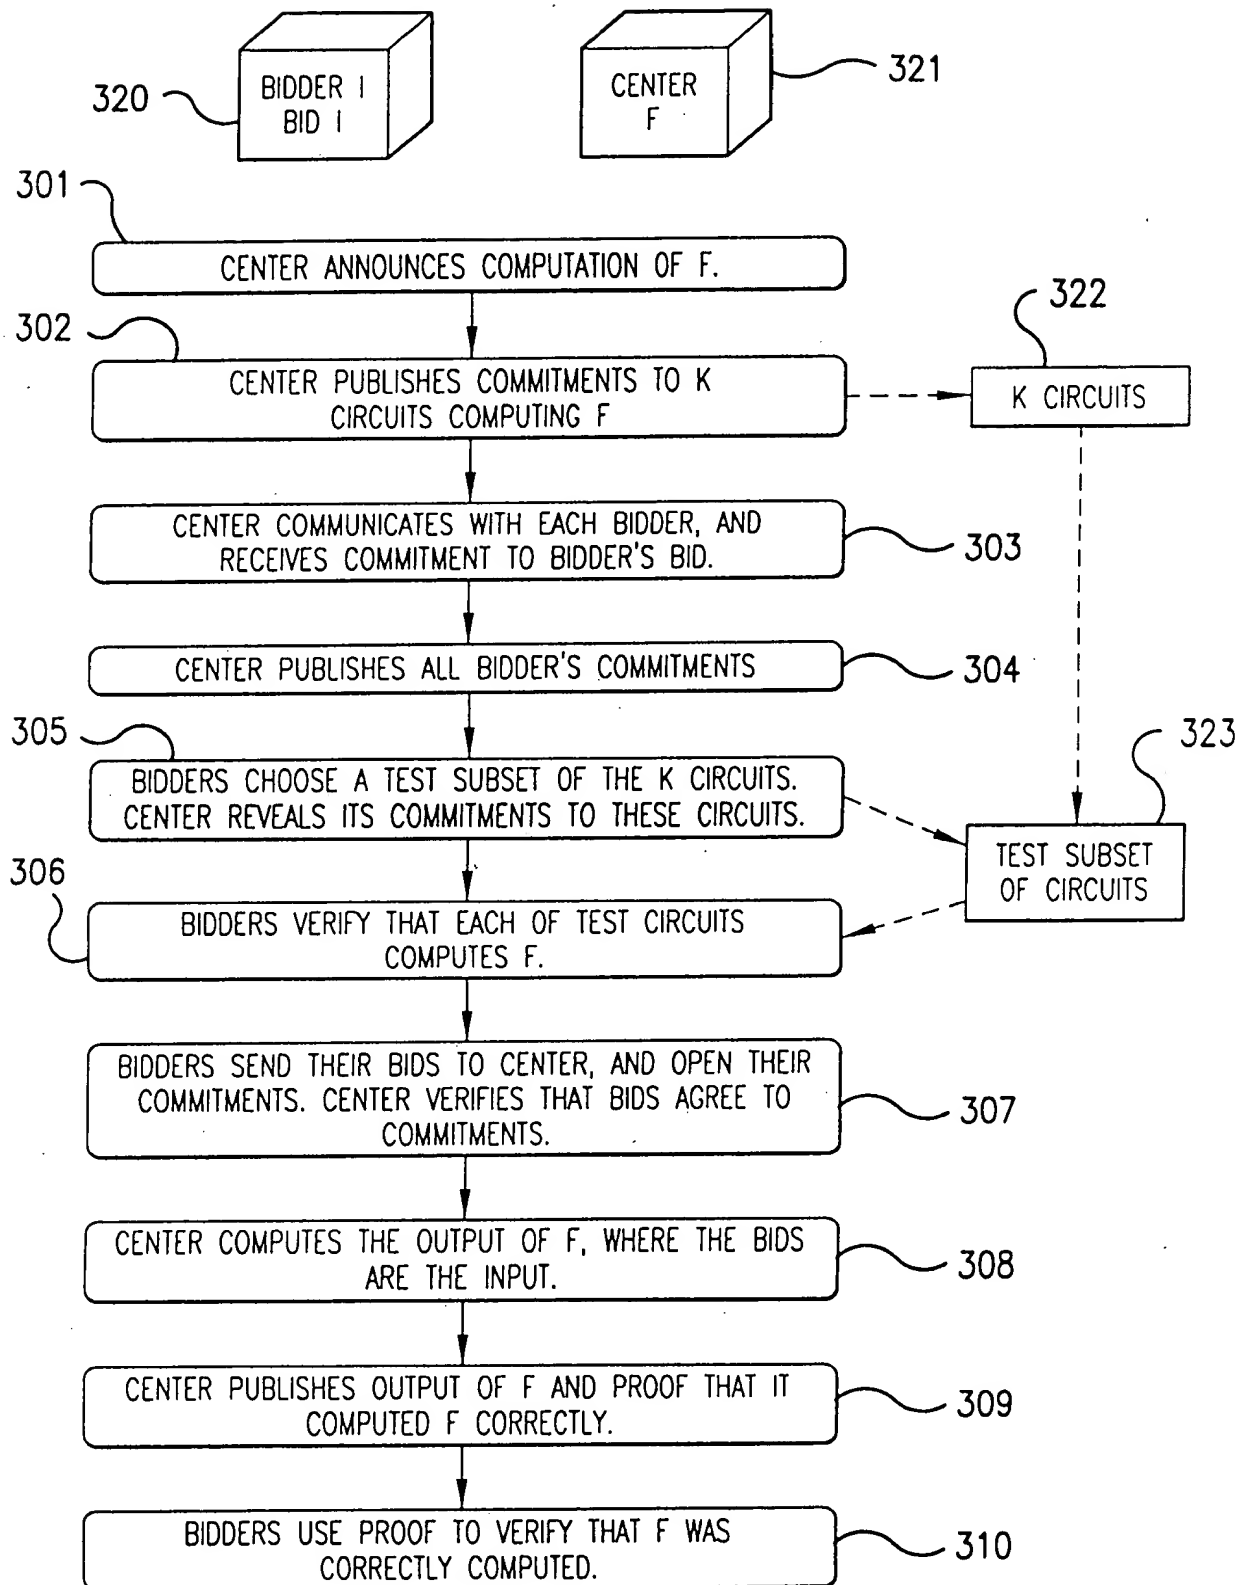 BIDDER I
BID I
320
CENTER
F
321
301
CENTER ANNOUNCES COMPUTATION OF F.
302
CENTER PUBLISHES COMMITMENTS TO K
CIRCUITS COMPUTING F
322
K CIRCUITS
CENTER COMMUNICATES WITH EACH BIDDER, AND
RECEIVES COMMITMENT TO BIDDER'S BID.
303
CENTER PUBLISHES ALL BIDDER'S COMMITMENTS
304
305
BIDDERS CHOOSE A TEST SUBSET OF THE K CIRCUITS.
CENTER REVEALS ITS COMMITMENTS TO THESE CIRCUITS.
323
TEST SUBSET
OF CIRCUITS
306
BIDDERS VERIFY THAT EACH OF TEST CIRCUITS
COMPUTES F.
BIDDERS SEND THEIR BIDS TO CENTER, AND OPEN THEIR
COMMITMENTS. CENTER VERIFIES THAT BIDS AGREE TO
COMMITMENTS.
307
CENTER COMPUTES THE OUTPUT OF F, WHERE THE BIDS
ARE THE INPUT.
308
CENTER PUBLISHES OUTPUT OF F AND PROOF THAT IT
COMPUTED F CORRECTLY.
309
BIDDERS USE PROOF TO VERIFY THAT F WAS
CORRECTLY COMPUTED.
310